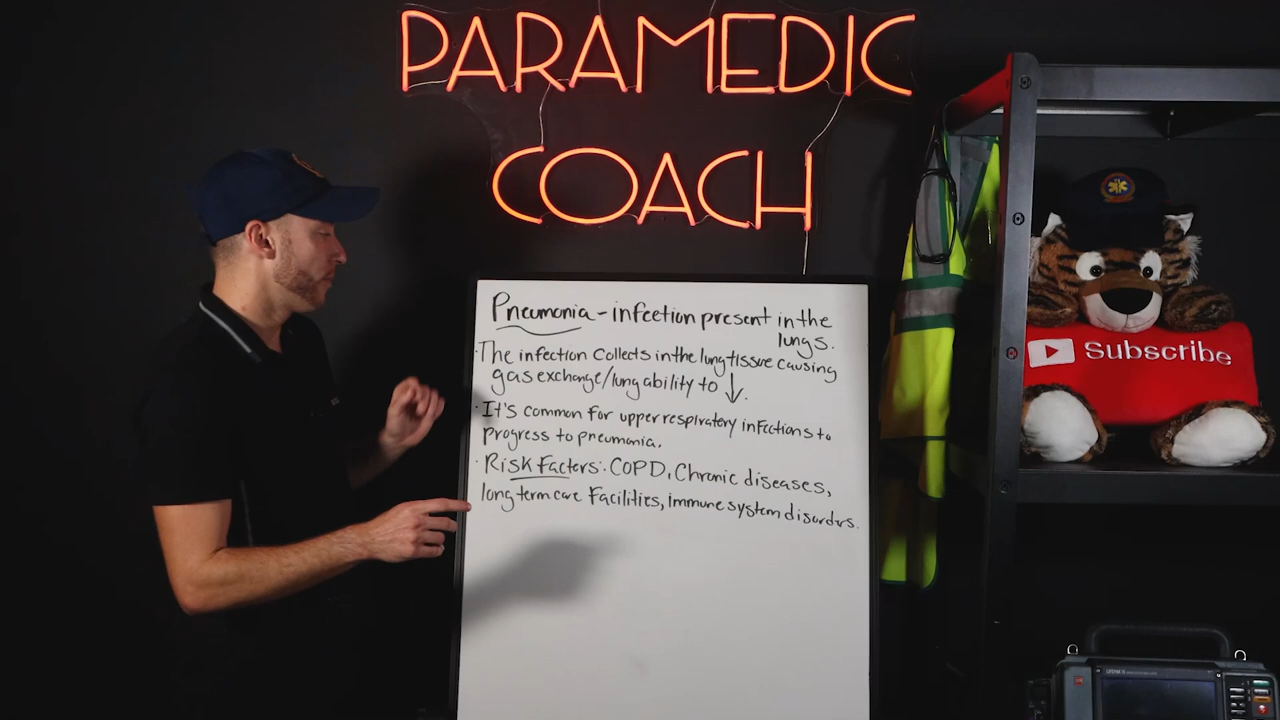 PARAMEDIC
COACH
Pneumonia - infection present in the
lungs.
· The infection collects in the lung tissue causing
gas exchange/lung ability to ↓.
· It's common for upper respiratory infections to
progress to pneumonia.
· Risk Factors: COPD, Chronic diseases,
long term care Facilities, immune system disorders.
Subscribe